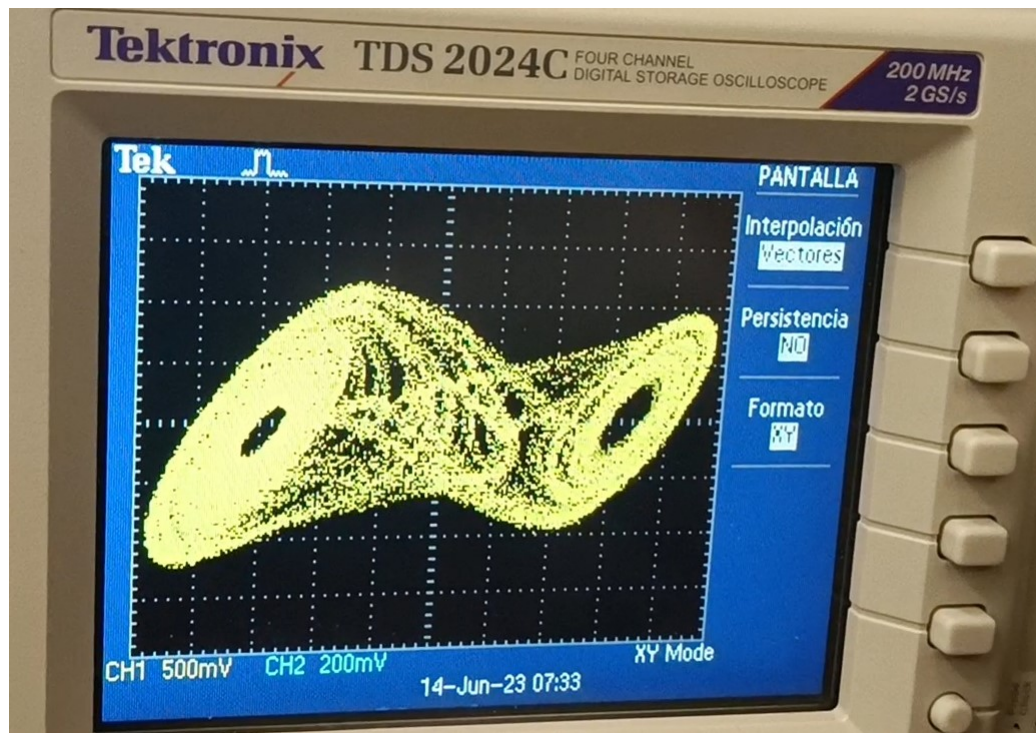 Tektronix TDS 2024C FOUR CHANNEL
DIGITAL STORAGE OSCILLOSCOPE
200 MHz
2 GS/s
Tek
PANTALLA
Interpolación
Vectores
Persistencia
NO
Formato
XY
XY Mode
CH1 500mV CH2 200mV
14-Jun-23 07:33